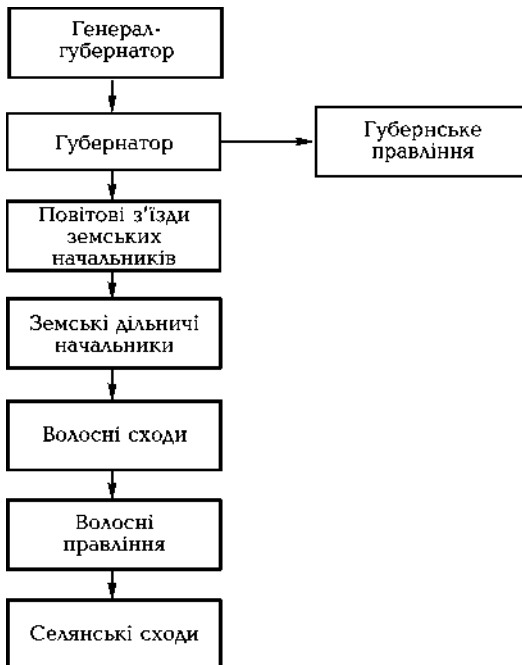 Генерал-
губернатор
Губернатор
Губернське
правління
Повітові з'їзди
земських
начальників
Земські дільничі
начальники
Волосні сходи
Волосні
правління
Селянські сходи